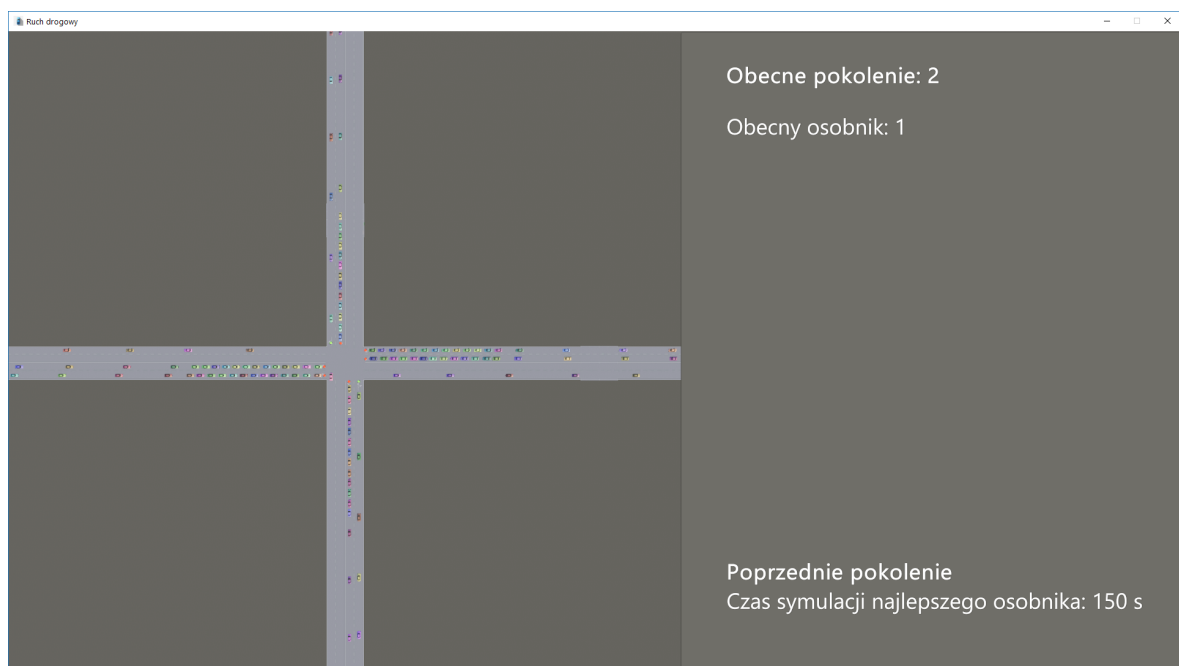 Ruch drogowy
Obecne pokolenie: 2
Obecny osobnik: 1
Poprzednie pokolenie
Czas symulacji najlepszego osobnika: 150 s